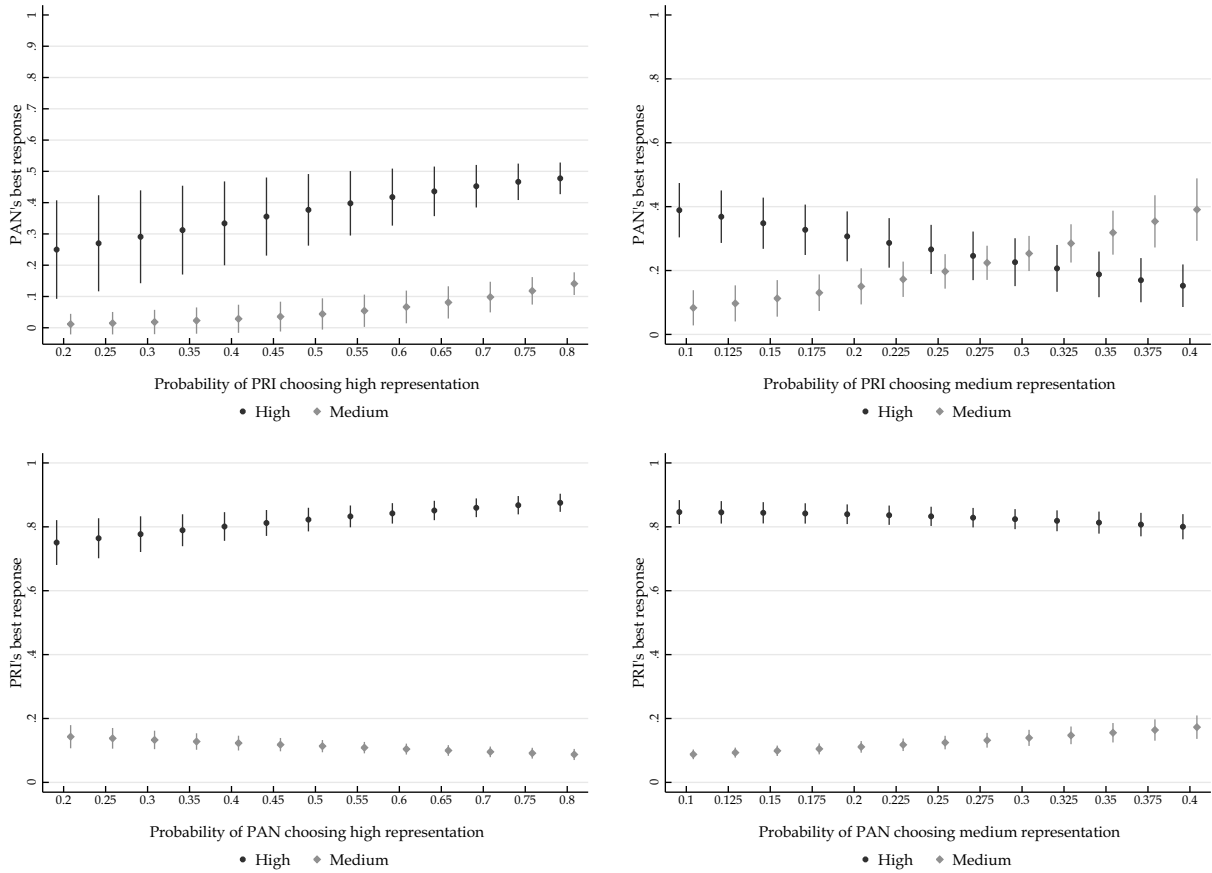 PAN's best response
0 .1 .2 .3 .4 .5 .6 .7 .8 .9 1
0.2 0.25 0.3 0.35 0.4 0.45 0.5 0.55 0.6 0.65 0.7 0.75 0.8
Probability of PRI choosing high representation
High Medium
PAN's best response
0 .2 .4 .6 .8 1
0.1 0.125 0.15 0.175 0.2 0.225 0.25 0.275 0.3 0.325 0.35 0.375 0.4
Probability of PRI choosing medium representation
High Medium
PRI's best response
0 .2 .4 .6 .8 1
0.2 0.25 0.3 0.35 0.4 0.45 0.5 0.55 0.6 0.65 0.7 0.75 0.8
Probability of PAN choosing high representation
High Medium
PRI's best response
0 .2 .4 .6 .8 1
0.1 0.125 0.15 0.175 0.2 0.225 0.25 0.275 0.3 0.325 0.35 0.375 0.4
Probability of PAN choosing medium representation
High Medium